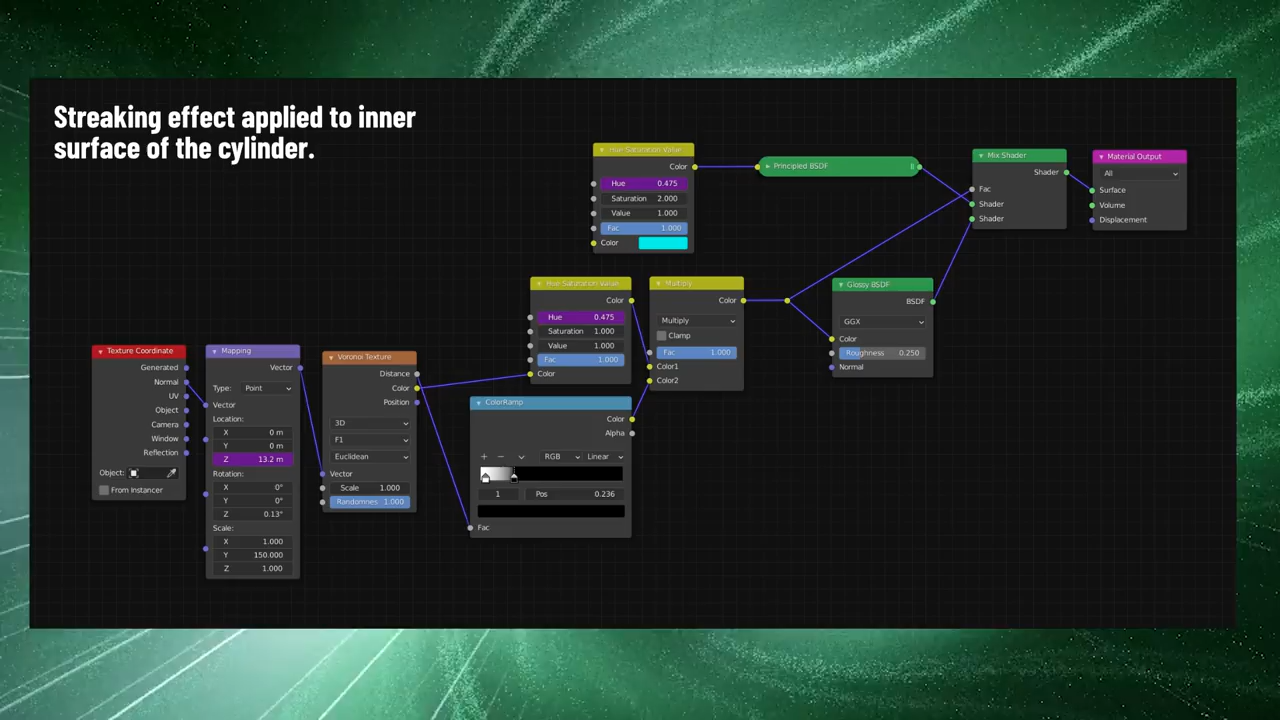 Streaking effect applied to inner
surface of the cylinder.
Hue Saturation Value
Color
Hue 0.475
Saturation 2.000
Value 1.000
Fac 1.000
Color
Principled BSDF
Mix Shader
Shader
Fac
Shader
Shader
Material Output
All
Surface
Volume
Displacement
Hue Saturation Value
Color
Hue 0.475
Saturation 1.000
Value 1.000
Fac 1.000
Color
Multiply
Color
Multiply
Clamp
Fac 1.000
Color1
Color2
Glossy BSDF
BSDF
GGX
Color
Roughness 0.250
Normal
Texture Coordinate
Generated
Normal
UV
Object
Camera
Window
Reflection
Object:
From Instancer
Mapping
Vector
Type: Point
Vector
Location:
X 0 m
Y 0 m
Z 13.2 m
Rotation:
X 0°
Y 0°
Z 0.13°
Scale:
X 1.000
Y 150.000
Z 1.000
Voronoi Texture
Distance
Color
Position
3D
F1
Euclidean
Vector
Scale 1.000
Randomnes 1.000
ColorRamp
Color
Alpha
+ − RGB Linear
1 Pos 0.236
Fac